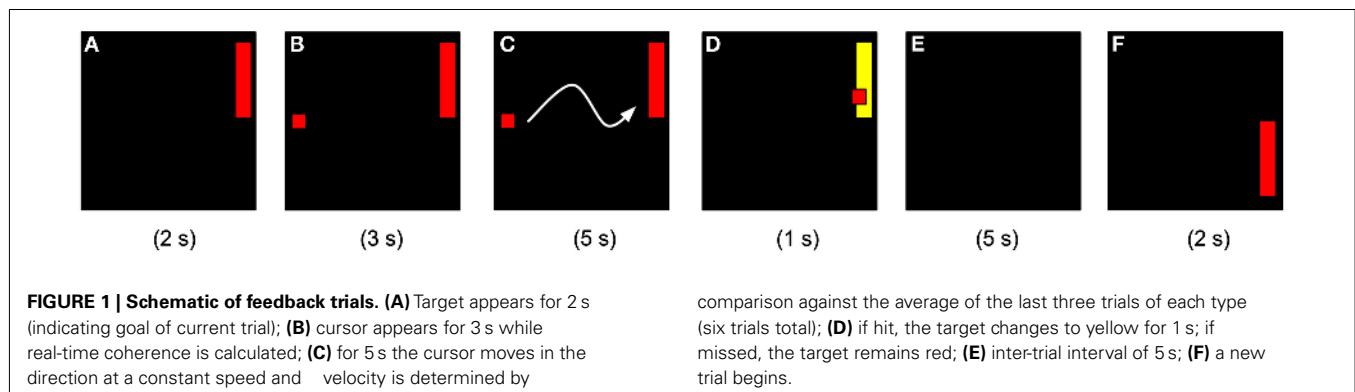 A B C D E F
(2 s) (3 s) (5 s) (1 s) (5 s) (2 s)
FIGURE 1 | Schematic of feedback trials. (A) Target appears for 2 s
(indicating goal of current trial); (B) cursor appears for 3 s while
real-time coherence is calculated; (C) for 5 s the cursor moves in the
direction at a constant speed and velocity is determined by
comparison against the average of the last three trials of each type
(six trials total); (D) if hit, the target changes to yellow for 1 s; if
missed, the target remains red; (E) inter-trial interval of 5 s; (F) a new
trial begins.